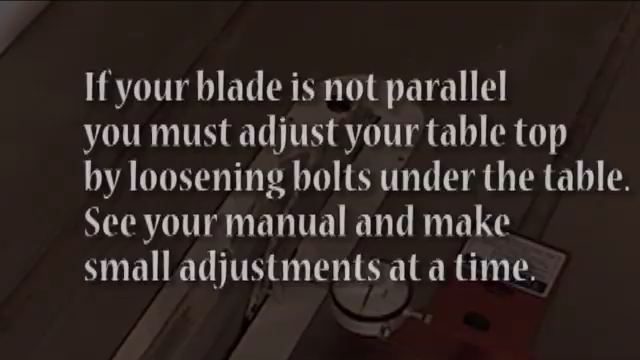 If your blade is not parallel
you must adjust your table top
by loosening bolts under the table.
See your manual and make
small adjustments at a time.